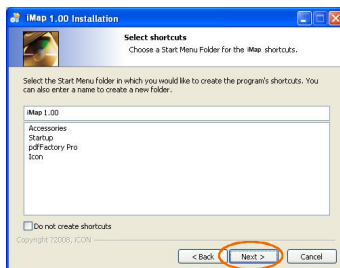 iMap 1.00 Installation
Select shortcuts
Choose a Start Menu Folder for the iMap shortcuts.
Select the Start Menu folder in which you would like to create the program's shortcuts. You
can also enter a name to create a new folder.
iMap 1.00
Accessories
Startup
pdfFactory Pro
Icon
Do not create shortcuts
Copyright ?2008, iCON
< Back
Next >
Cancel